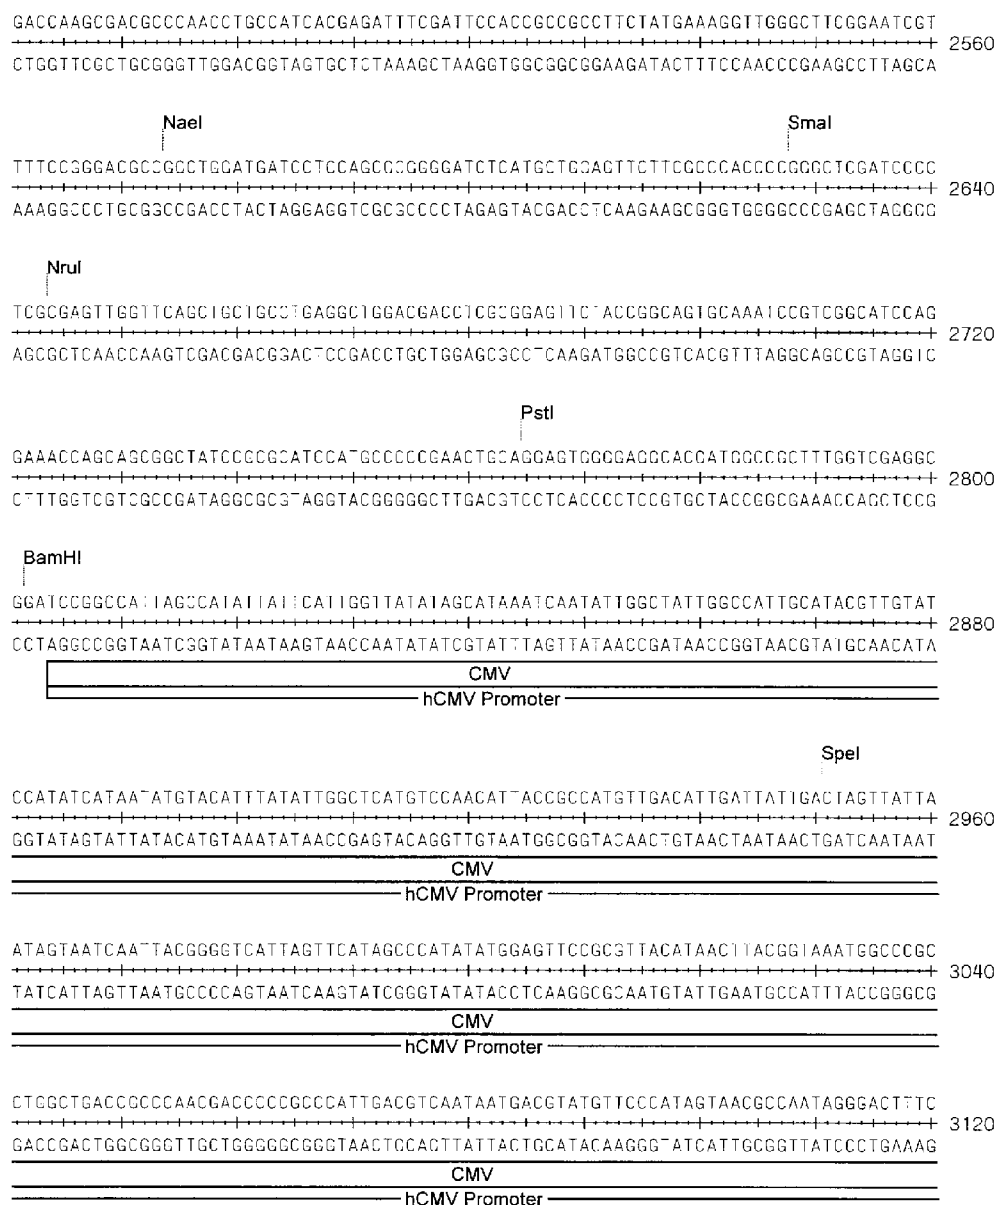 GACCAAGCGACGCCCAACCTGCCATCACGAGATTTCGATTCCACCGCCGCCTTCTATGAAAGGTTGGGCTTCGGAATCGT
2560
CTGGTTCGCTGCGGGTTGGACGGTAGTGCTCTAAAGCTAAGGTGGCGGCGGAAGATACTTTCCAACCCGAAGCCTTAGCA
NaeI SmaI
TTTCCGGGACGCCGGCTGGATGATCCTCCAGCGCGGGGATCTCATGCTGGAGTTCTTCGCCCACCCCGGGCTCGATCCCC
2640
AAAGGCCCTGCGGCCGACCTACTAGGAGGTCGCGCCCCTAGAGTACGACCTCAAGAAGCGGGTGGGGCCCGAGCTAGGGG
NruI
TCGCGAGTTGGTTCAGCTGCTGCCTGAGGCTGGACGACCTCGCGGAGTTCTACCGGCAGTGCAAATCCGTCGGCATCCAG
2720
AGCGCTCAACCAAGTCGACGACGGACTCCGACCTGCTGGAGCGCCTCAAGATGGCCGTCACGTTTAGGCAGCCGTAGGTC
PstI
GAAACCAGCAGCGGCTATCCGCGCATCCATGCCCCCGAACTGCAGGAGTGGGGAGGCACGATGGCCGCTTTGGTCGAGGC
2800
CTTTGGTCGTCGCCGATAGGCGCGTAGGTACGGGGGCTTGACGTCCTCACCCCTCCGTGCTACCGGCGAAACCAGCTCCG
BamHI
GGATCCGGCCATTAGCCATATTATTCATTGGTTATATAGCATAAATCAATATTGGCTATTGGCCATTGCATACGTTGTAT
2880
CCTAGGCCGGTAATCGGTATAATAAGTAACCAATATATCGTATTTAGTTATAACCGATAACCGGTAACGTATGCAACATA
CMV
hCMV Promoter
SpeI
CCATATCATAATATGTACATTTATATTGGCTCATGTCCAACATTACCGCCATGTTGACATTGATTATTGACTAGTTATTA
2960
GGTATAGTATTATACATGTAAATATAACCGAGTACAGGTTGTAATGGCGGTACAACTGTAACTAATAACTGATCAATAAT
CMV
hCMV Promoter
ATAGTAATCAATTACGGGGTCATTAGTTCATAGCCCATATATGGAGTTCCGCGTTACATAACTTACGGTAAATGGCCCGC
3040
TATCATTAGTTAATGCCCCAGTAATCAAGTATCGGGTATATACCTCAAGGCGCAATGTATTGAATGCCATTTACCGGGCG
CMV
hCMV Promoter
CTGGCTGACCGCCCAACGACCCCCGCCCATTGACGTCAATAATGACGTATGTTCCCATAGTAACGCCAATAGGGACTTTC
3120
GACCGACTGGCGGGTTGCTGGGGGCGGGTAACTGCAGTTATTACTGCATACAAGGGTATCATTGCGGTTATCCCTGAAAG
CMV
hCMV Promoter